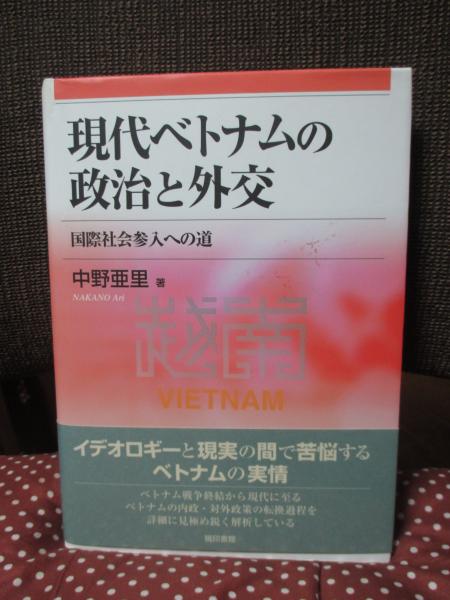 現代ベトナムの
政治と外交
国際社会参入への道
中野亜里 著
NAKANO Ari
越南
VIETNAM
イデオロギーと現実の間で苦悩する
ベトナムの実情
ベトナム戦争終結から現代に至る
ベトナムの内政・対外政策の転換過程を
詳細に見極め鋭く解析している
暁印書館